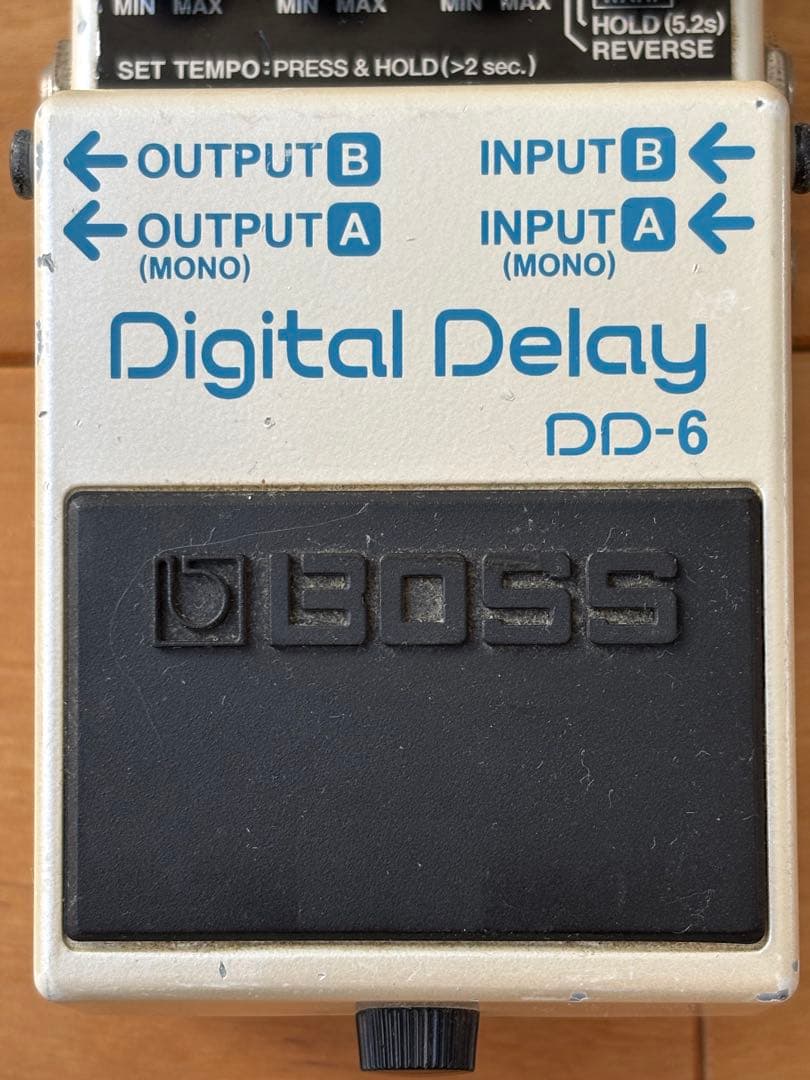 MIN MAX MIN MAX MIN MAX
HOLD (5.2s)
REVERSE
SET TEMPO:PRESS & HOLD (>2 sec.)
OUTPUT B INPUT B
OUTPUT A INPUT A
(MONO) (MONO)
Digital Delay
DD-6
BOSS